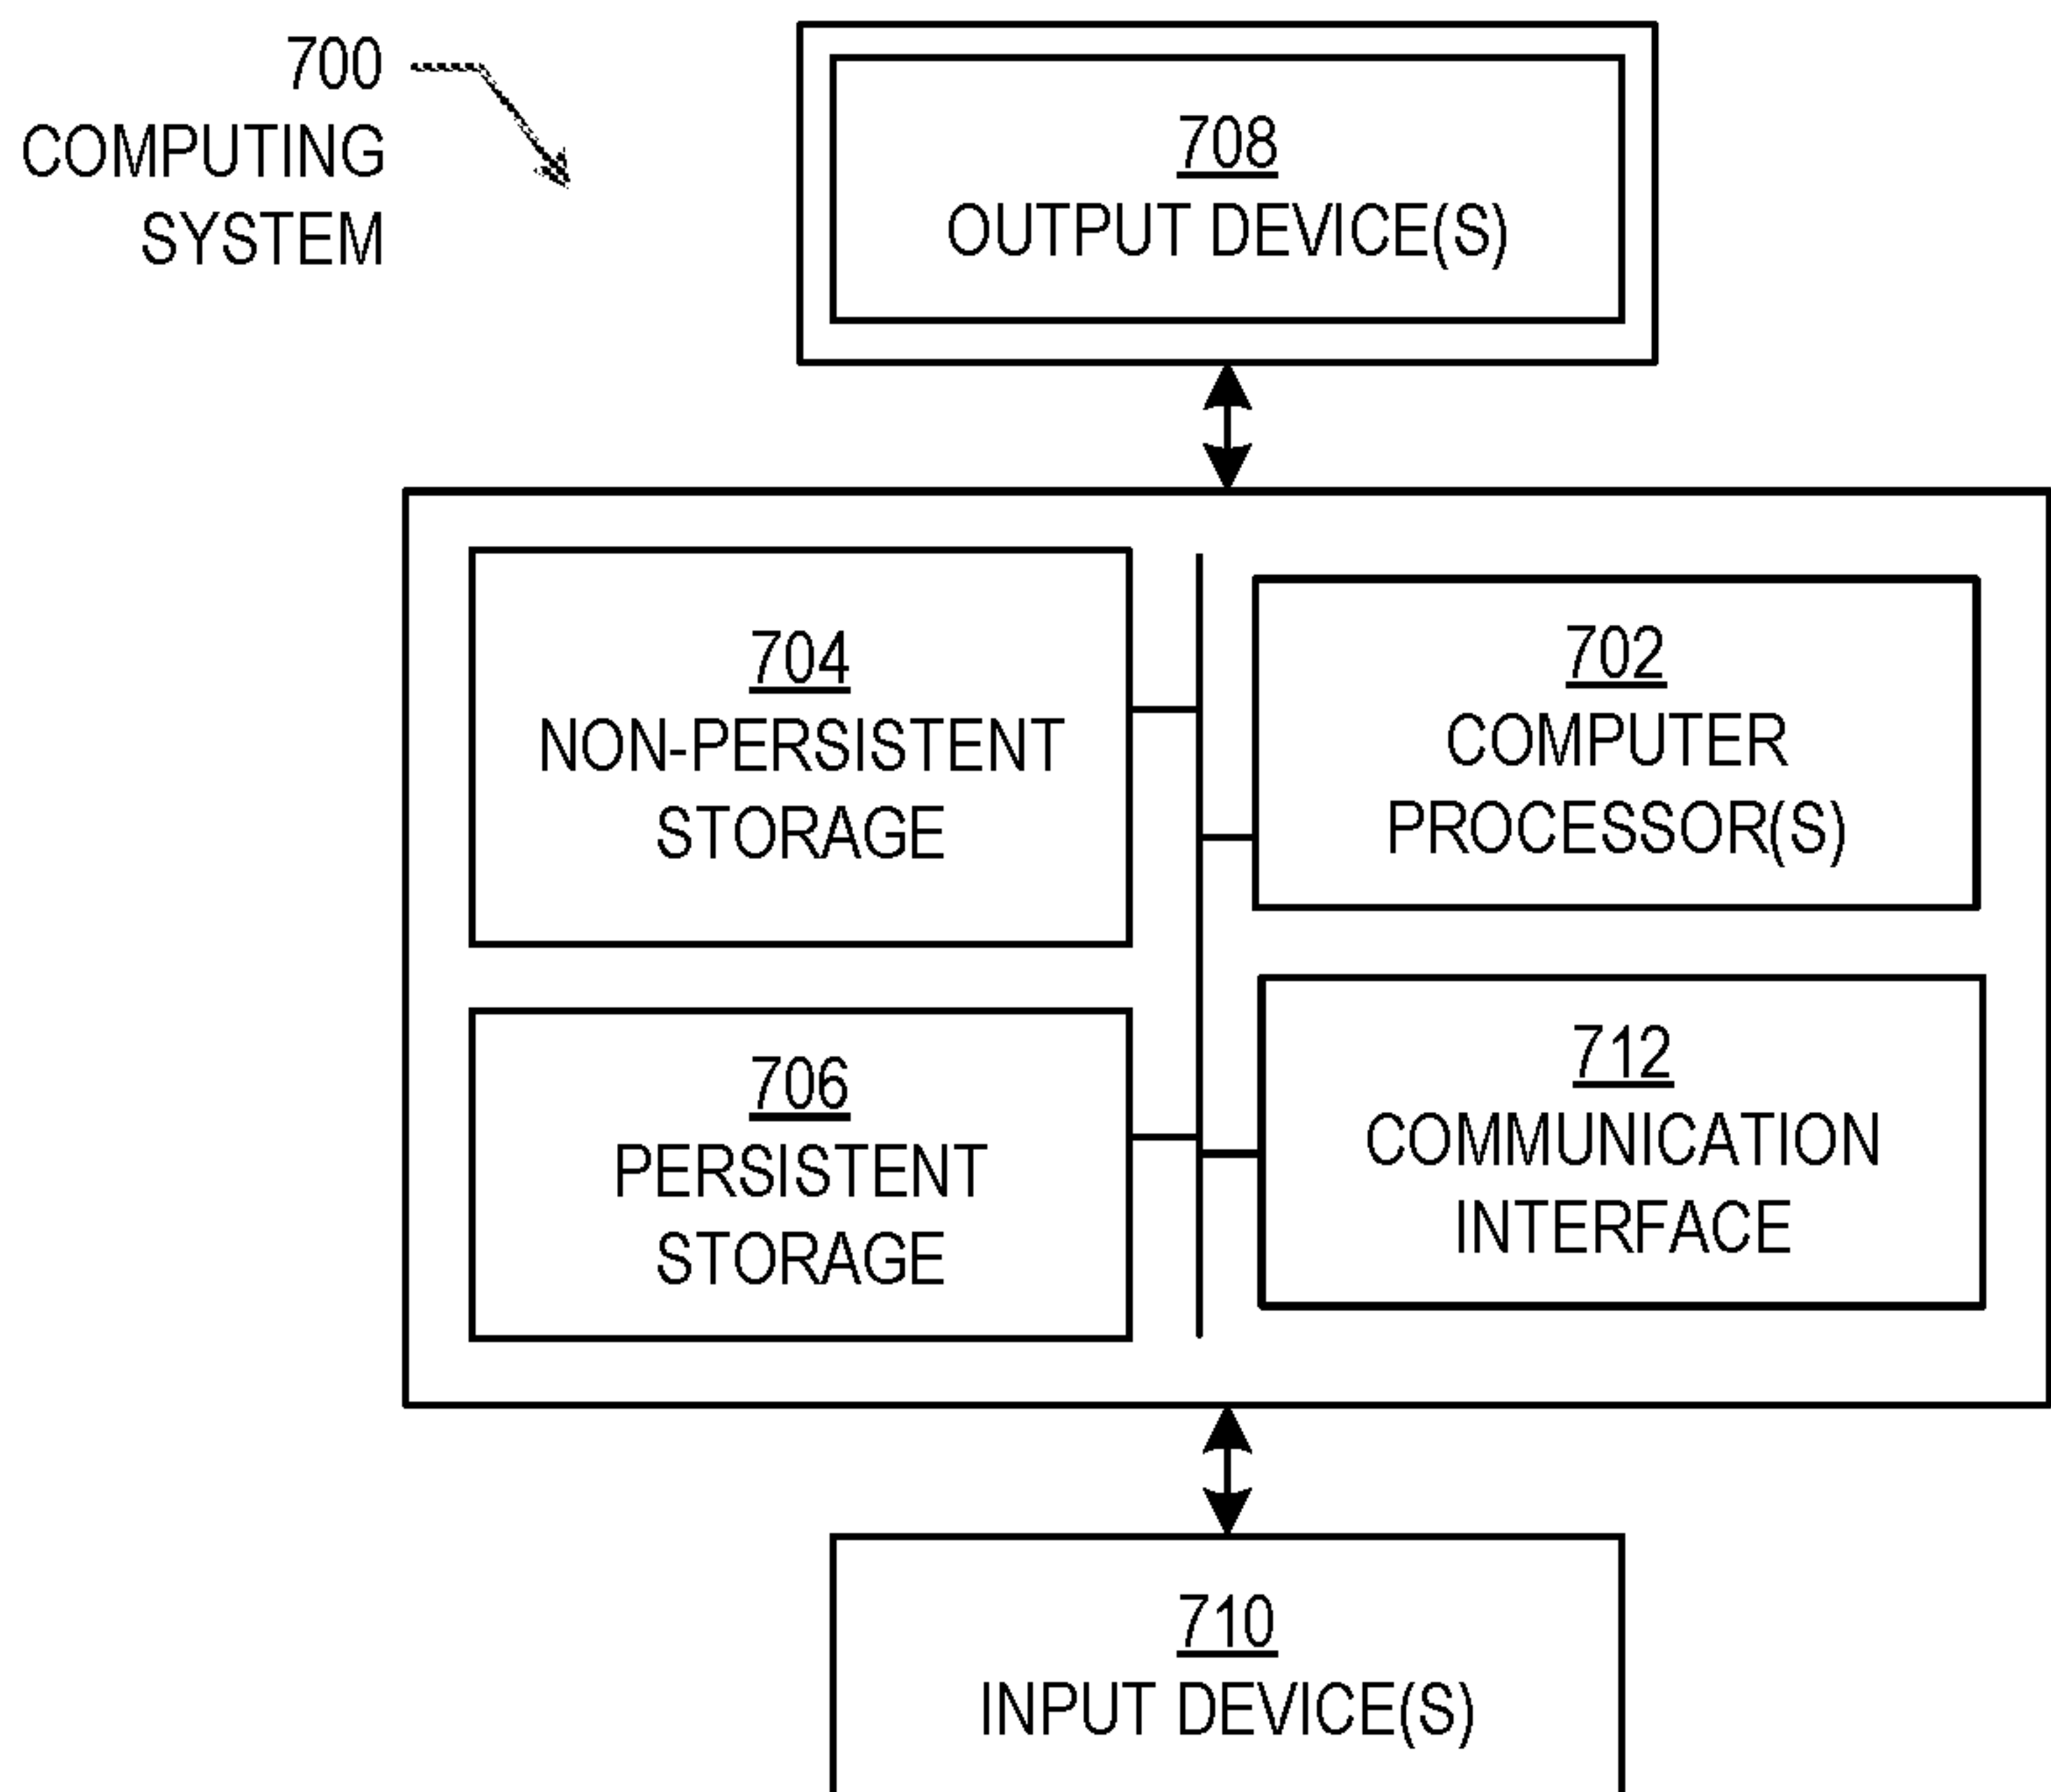 700
COMPUTING
SYSTEM
708
OUTPUT DEVICE(S)
704
NON-PERSISTENT
STORAGE
702
COMPUTER
PROCESSOR(S)
706
PERSISTENT
STORAGE
712
COMMUNICATION
INTERFACE
710
INPUT DEVICE(S)